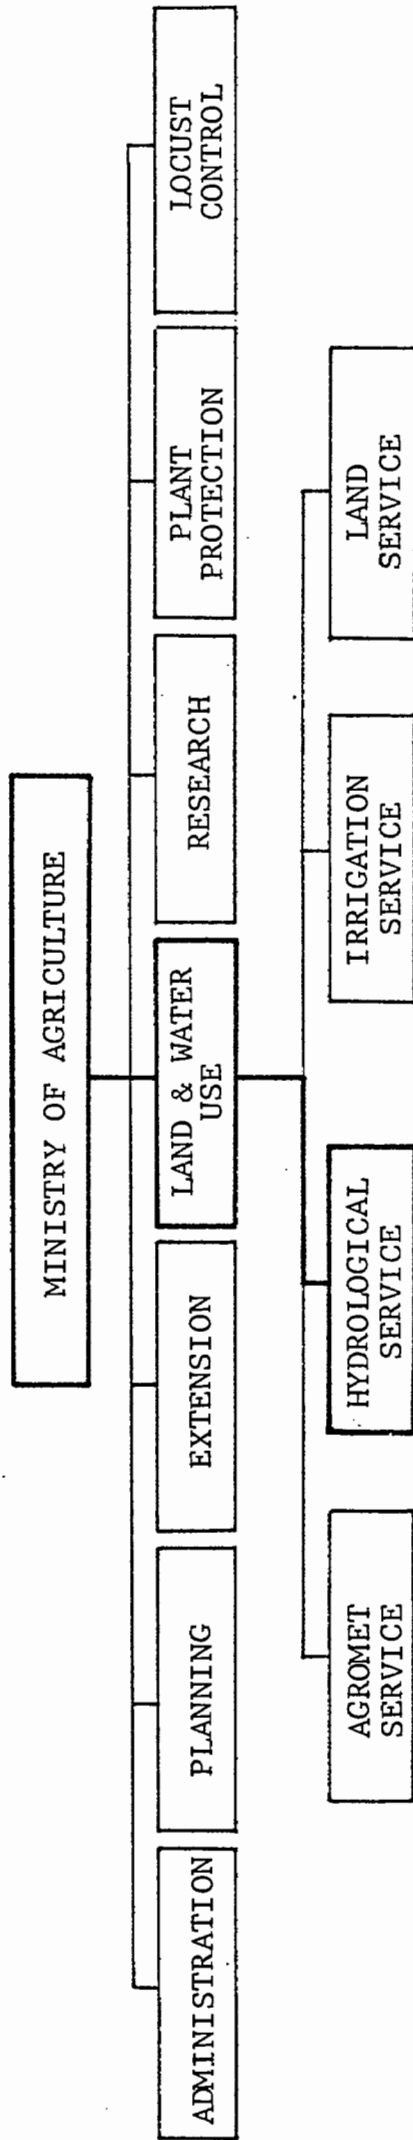 MINISTRY OF AGRICULTURE
ADMINISTRATION
PLANNING
EXTENSION
LAND & WATER
USE
RESEARCH
PLANT
PROTECTION
LOCUST
CONTROL
AGROMET
SERVICE
HYDROLOGICAL
SERVICE
IRRIGATION
SERVICE
LAND
SERVICE